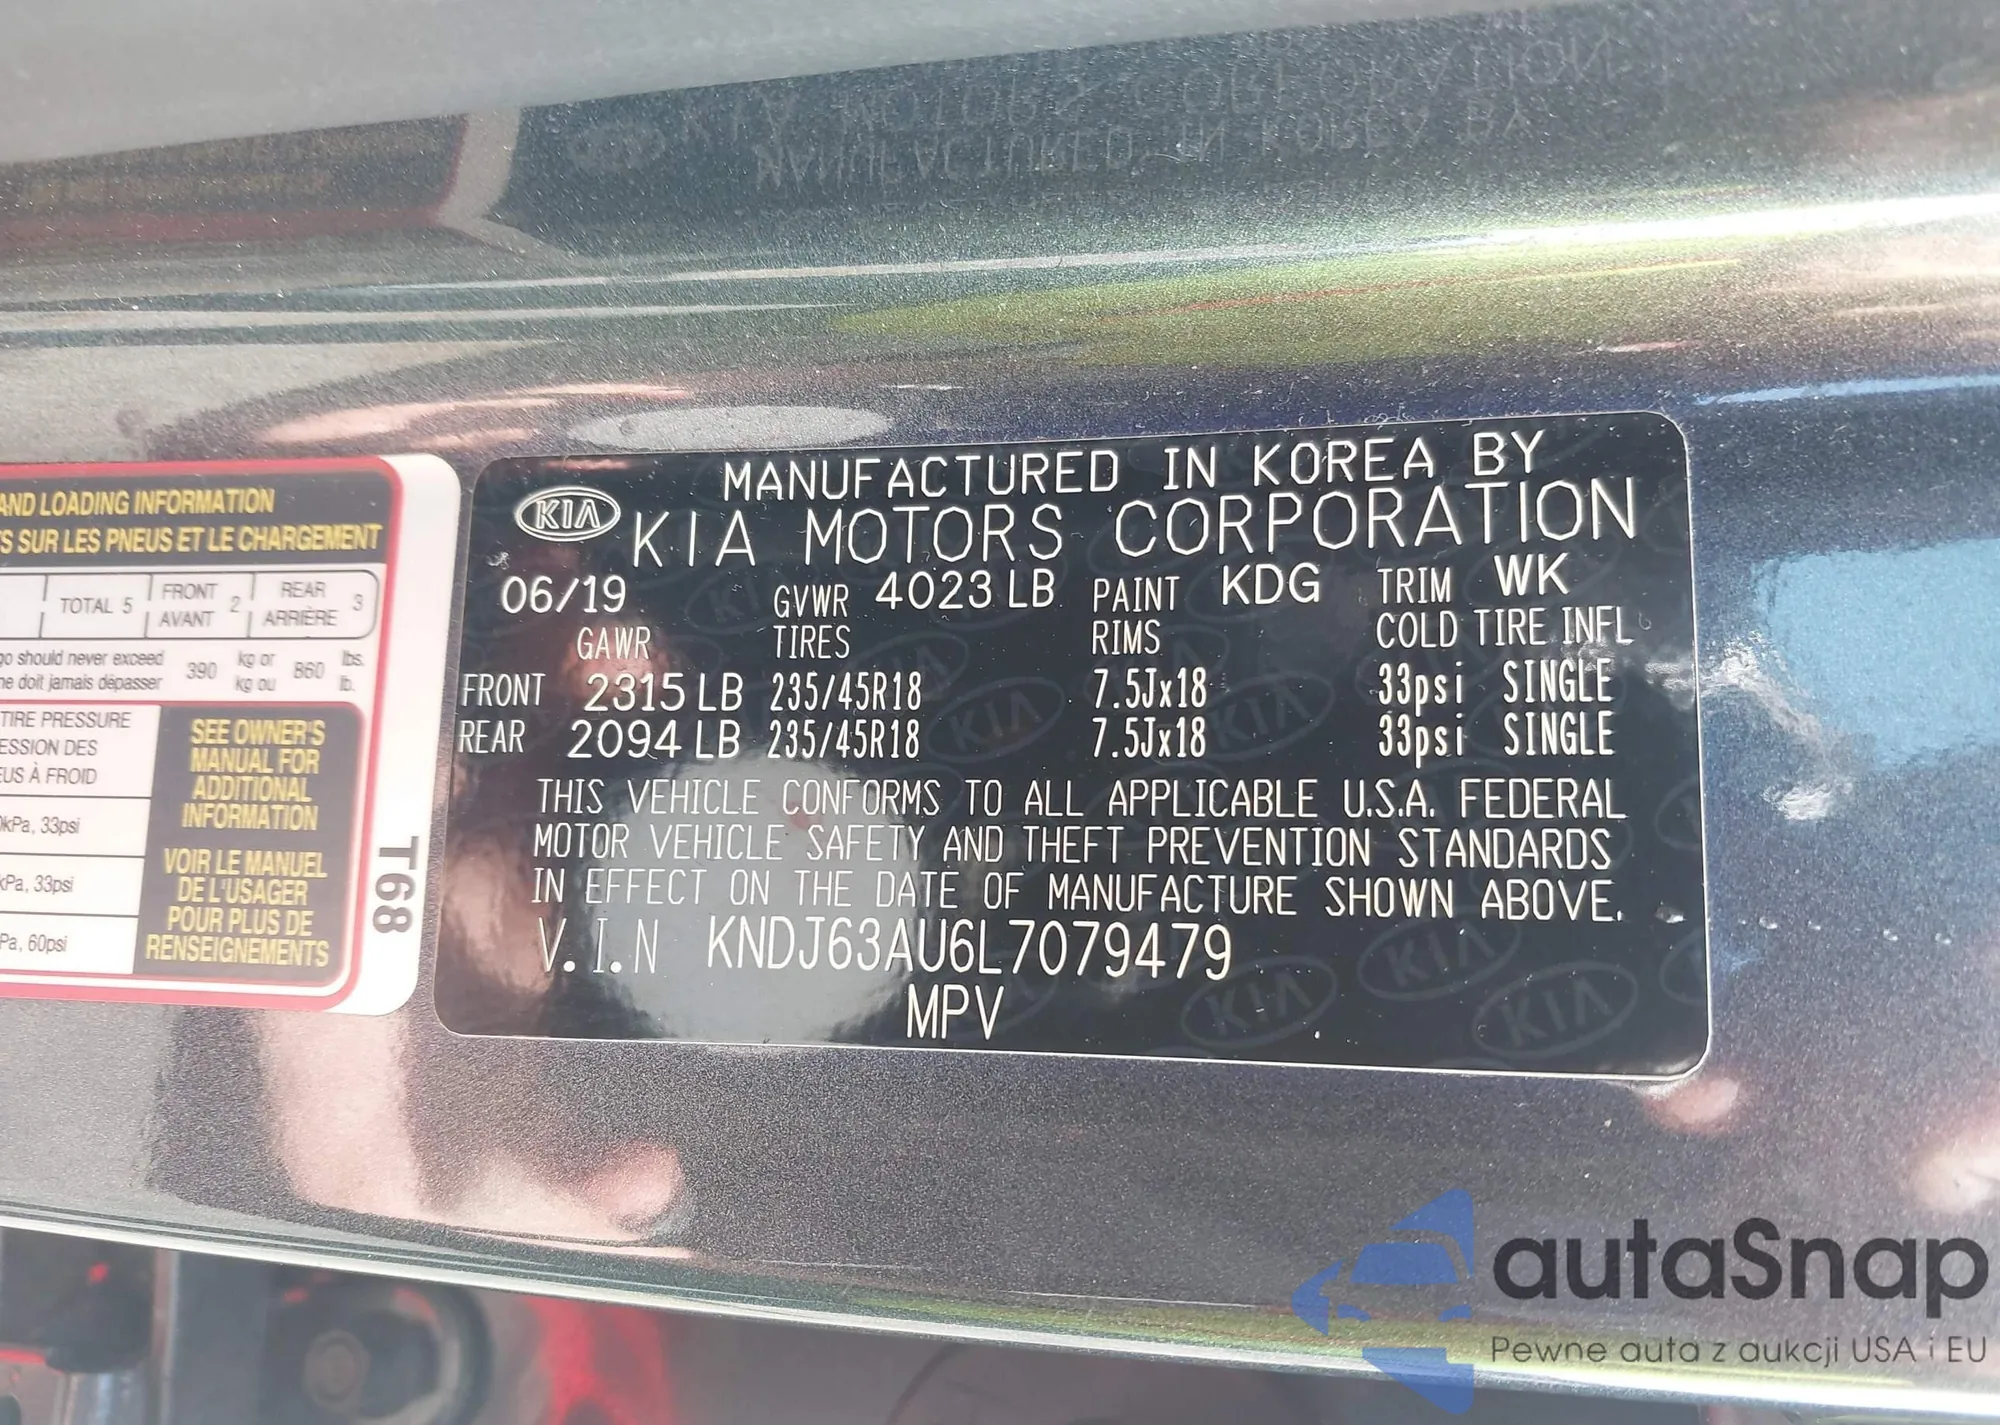 AND LOADING INFORMATION
SUR LES PNEUS ET LE CHARGEMENT
TOTAL 5
FRONT
AVANT
2
REAR
ARRIÈRE
3
should never exceed
doit jamais dépasser
390
kg or
kg ou
860
lbs.
lb.
TIRE PRESSURE
DES
À FROID
kPa, 33psi
kPa, 33psi
60psi
SEE OWNER'S
MANUAL FOR
ADDITIONAL
INFORMATION
VOIR LE MANUEL
DE L'USAGER
POUR PLUS DE
RENSEIGNEMENTS
T68
MANUFACTURED IN KOREA BY
KIA KIA MOTORS CORPORATION
06/19 GVWR 4023 LB PAINT KDG TRIM WK
GAWR TIRES RIMS COLD TIRE INFL
FRONT 2315 LB 235/45R18 7.5Jx18 33psi SINGLE
REAR 2094 LB 235/45R18 7.5Jx18 33psi SINGLE
THIS VEHICLE CONFORMS TO ALL APPLICABLE U.S.A. FEDERAL
MOTOR VEHICLE SAFETY AND THEFT PREVENTION STANDARDS
IN EFFECT ON THE DATE OF MANUFACTURE SHOWN ABOVE.
V.I.N KNDJ63AU6L7079479
MPV
autaSnap
Pewne auta z aukcji USA i EU